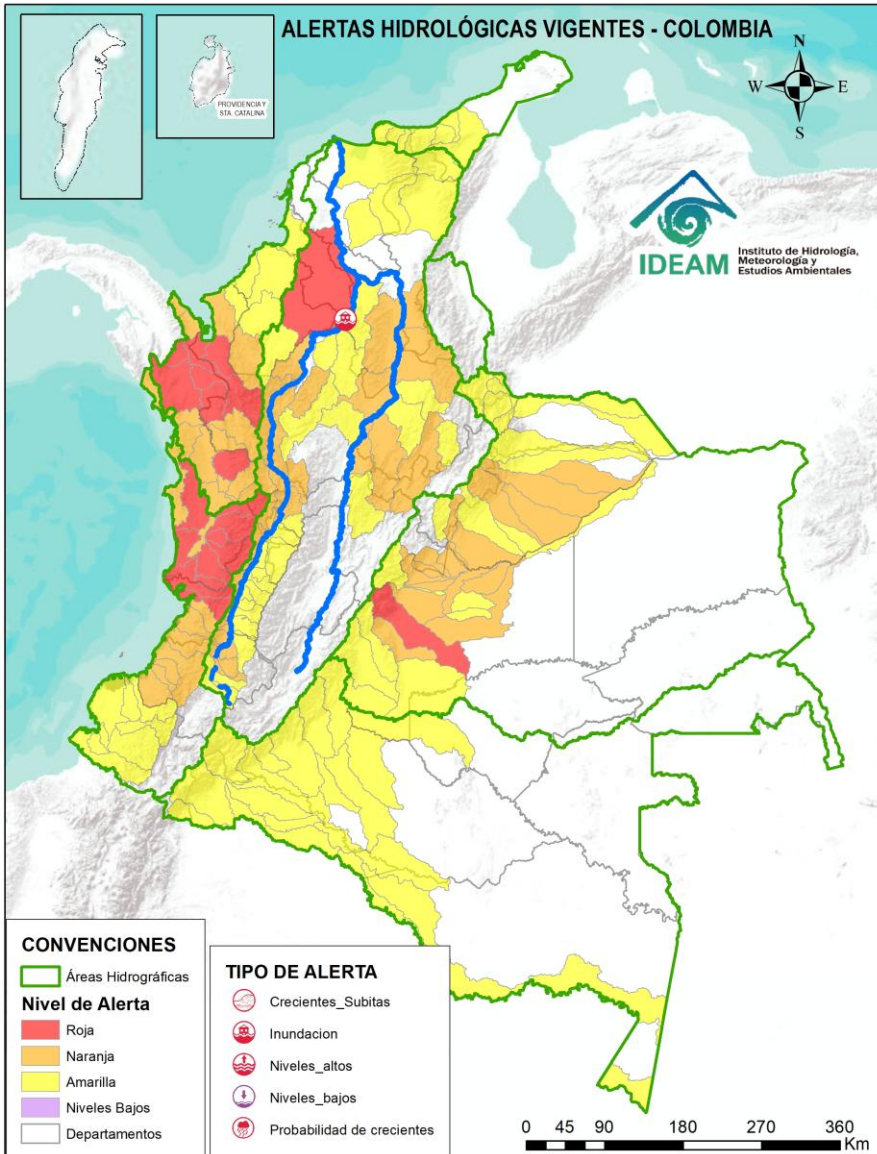 ALERTAS HIDROLÓGICAS VIGENTES - COLOMBIA
PROVIDENCIA Y
STA. CATALINA
N
W E
S
IDEAM
Instituto de Hidrología,
Meteorología y
Estudios Ambientales
CONVENCIONES
Áreas Hidrográficas
Nivel de Alerta
Roja
Naranja
Amarilla
Niveles Bajos
Departamentos
TIPO DE ALERTA
Crecientes_Subitas
Inundacion
Niveles_altos
Niveles_bajos
Probabilidad de crecientes
0 45 90 180 270 360
Km